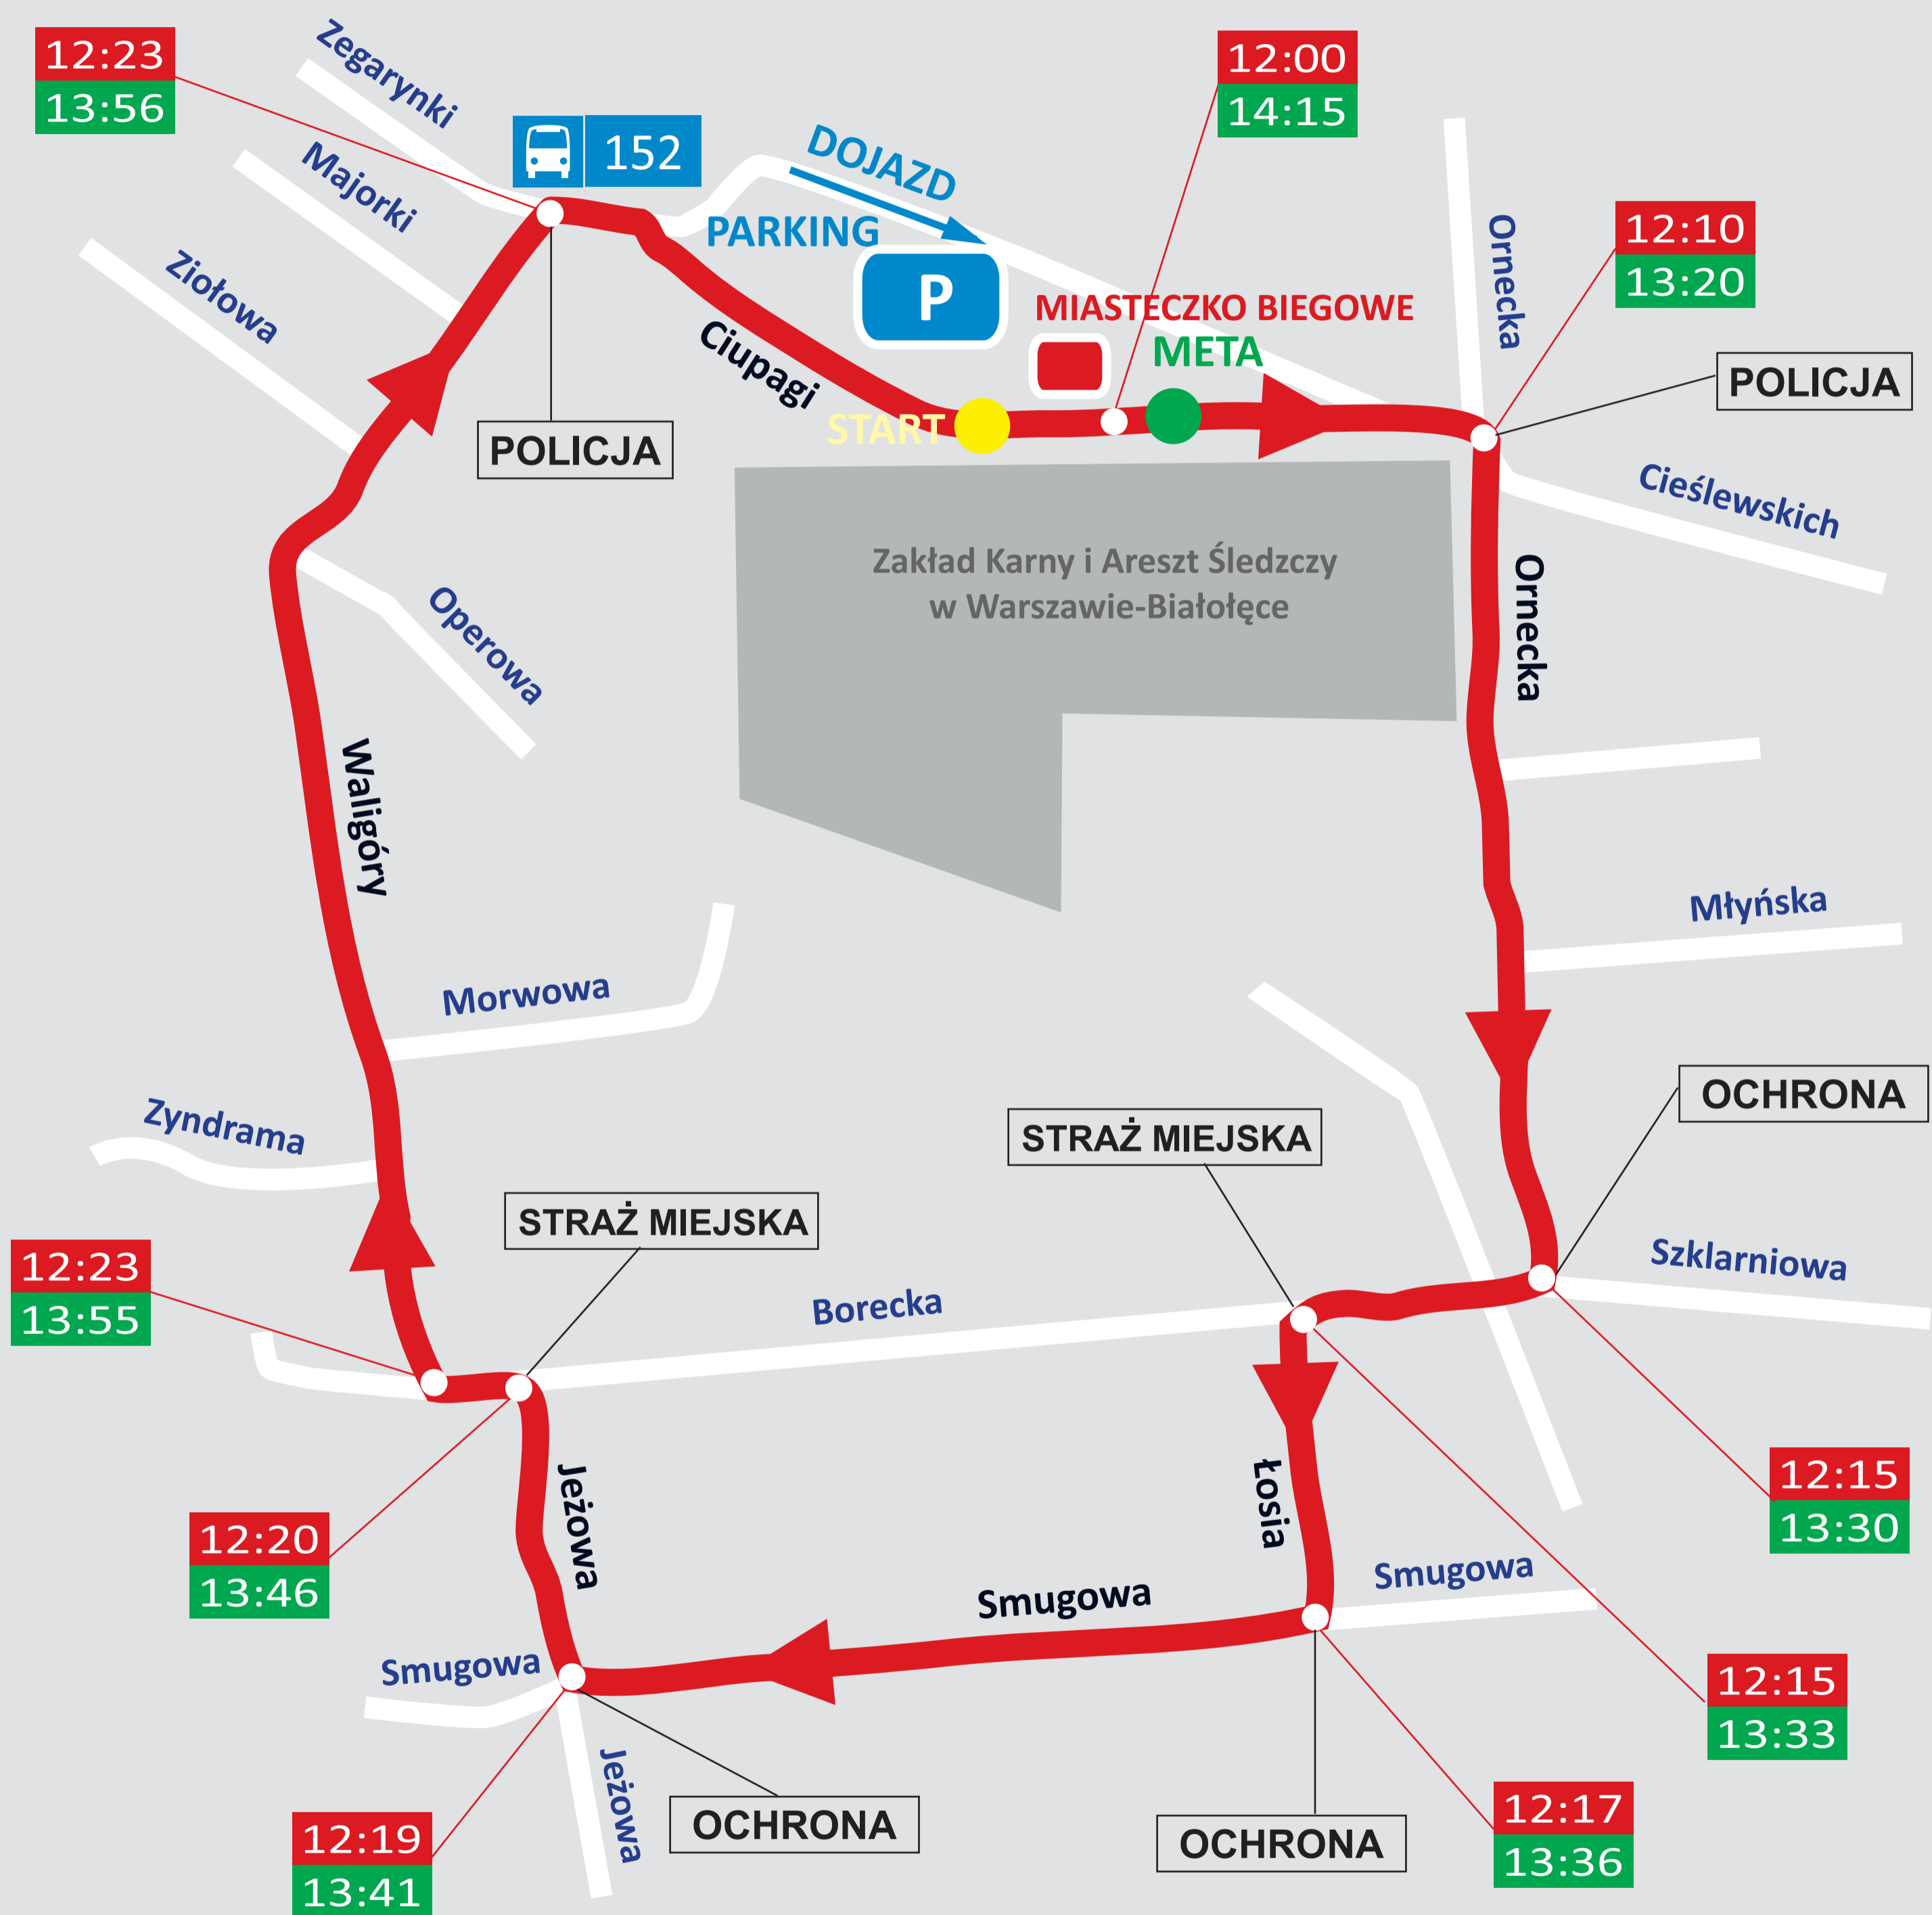 12:23
13:56
Zegarynki
Majorki
Ziołowa
152
DOJAZD
PARKING
P
12:00
14:15
MIASTECZKO BIEGOWE
META
START
Ciupagi
Ornecka
12:10
13:20
POLICJA
POLICJA
Cieślewskich
Zakład Karny i Areszt Śledzczy
w Warszawie-Białołęce
Ornecka
Operowa
Waligóry
Młyńska
Morwowa
Zyndrama
OCHRONA
STRAŻ MIEJSKA
STRAŻ MIEJSKA
12:23
13:55
Borecka
Szklarniowa
Jeżowa
Łosia
12:15
13:30
12:20
13:46
Smugowa
Smugowa
Smugowa
12:15
13:33
Jeżowa
OCHRONA
OCHRONA
12:17
13:36
12:19
13:41